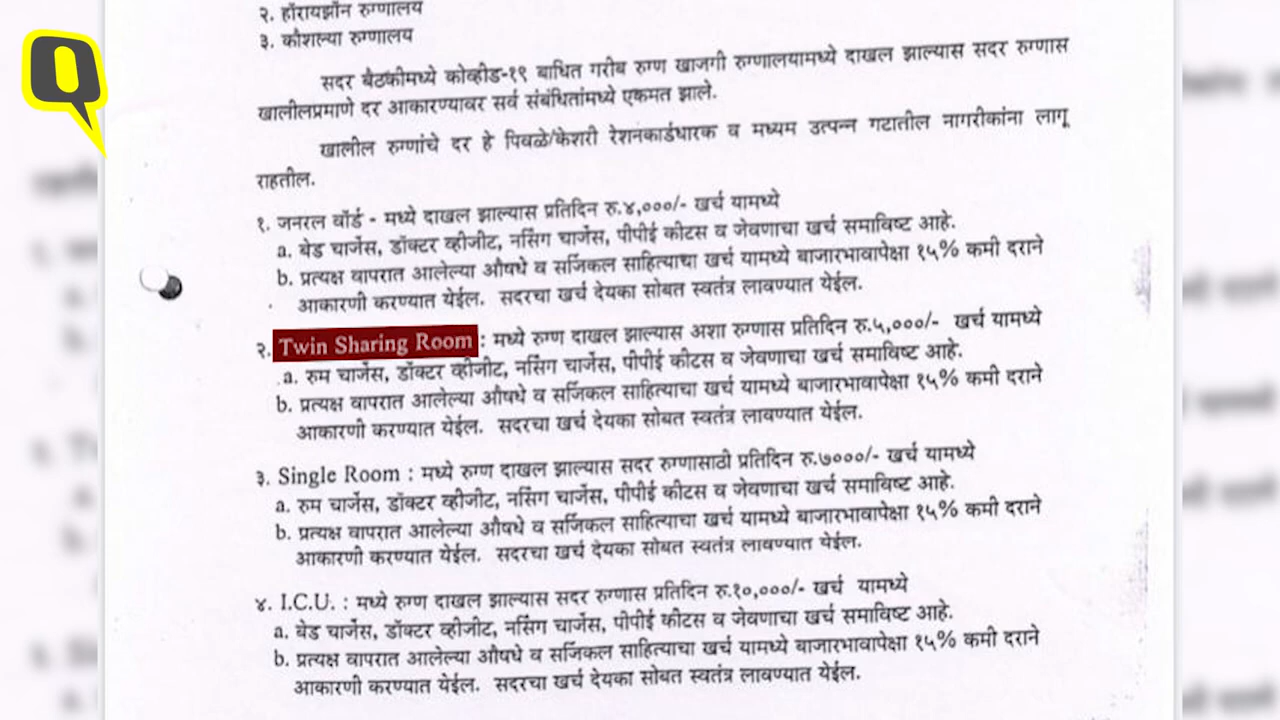 Q
२. हॉरायझॉन रुग्णालय
३. कौशल्या रुग्णालय
सदर बैठकीमध्ये कोव्हीड-१९ बाधित गरीब रुग्ण खाजगी रुग्णालयामध्ये दाखल झाल्यास सदर रुग्णास
खालीलप्रमाणे दर आकारण्यावर सर्व संबंधितांमध्ये एकमत झाले.
खालील रुग्णांचे दर हे पिवळे/केशरी रेशनकार्डधारक व मध्यम उत्पन्न गटातील नागरीकांना लागू
राहतील.
१. जनरल वॉर्ड - मध्ये दाखल झाल्यास प्रतिदिन रु.४,०००/- खर्च यामध्ये
a. बेड चार्जेस, डॉक्टर व्हीजीट, नर्सिंग चार्जेस, पीपीई कीटस व जेवणाचा खर्च समाविष्ट आहे.
b. प्रत्यक्ष वापरात आलेल्या औषधे व सर्जिकल साहित्याचा खर्च यामध्ये बाजारभावापेक्षा १५% कमी दराने
आकारणी करण्यात येईल. सदरचा खर्च देयका सोबत स्वतंत्र लावण्यात येईल.
२. Twin Sharing Room : मध्ये रुग्ण दाखल झाल्यास अशा रुग्णास प्रतिदिन रु.५,०००/- खर्च यामध्ये
a. रुम चार्जेस, डॉक्टर व्हीजीट, नर्सिंग चार्जेस, पीपीई कीटस व जेवणाचा खर्च समाविष्ट आहे.
b. प्रत्यक्ष वापरात आलेल्या औषधे व सर्जिकल साहित्याचा खर्च यामध्ये बाजारभावापेक्षा १५% कमी दराने
आकारणी करण्यात येईल. सदरचा खर्च देयका सोबत स्वतंत्र लावण्यात येईल.
३. Single Room : मध्ये रुग्ण दाखल झाल्यास सदर रुग्णासाठी प्रतिदिन रु.७०००/- खर्च यामध्ये
a. रुम चार्जेस, डॉक्टर व्हीजीट, नर्सिंग चार्जेस, पीपीई कीटस व जेवणाचा खर्च समाविष्ट आहे.
b. प्रत्यक्ष वापरात आलेल्या औषधे व सर्जिकल साहित्याचा खर्च यामध्ये बाजारभावापेक्षा १५% कमी दराने
आकारणी करण्यात येईल. सदरचा खर्च देयका सोबत स्वतंत्र लावण्यात येईल.
४. I.C.U. : मध्ये रुग्ण दाखल झाल्यास सदर रुग्णास प्रतिदिन रु.१०,०००/- खर्च यामध्ये
a. बेड चार्जेस, डॉक्टर व्हीजीट, नर्सिंग चार्जेस, पीपीई कीटस व जेवणाचा खर्च समाविष्ट आहे.
b. प्रत्यक्ष वापरात आलेल्या औषधे व सर्जिकल साहित्याचा खर्च यामध्ये बाजारभावापेक्षा १५% कमी दराने
आकारणी करण्यात येईल. सदरचा खर्च देयका सोबत स्वतंत्र लावण्यात येईल.